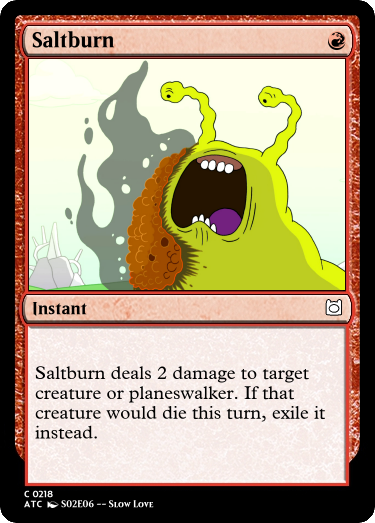 Saltburn
Instant
Saltburn deals 2 damage to target
creature or planeswalker. If that
creature would die this turn, exile it
instead.
C 0218
ATC S02E06 -- Slow Love